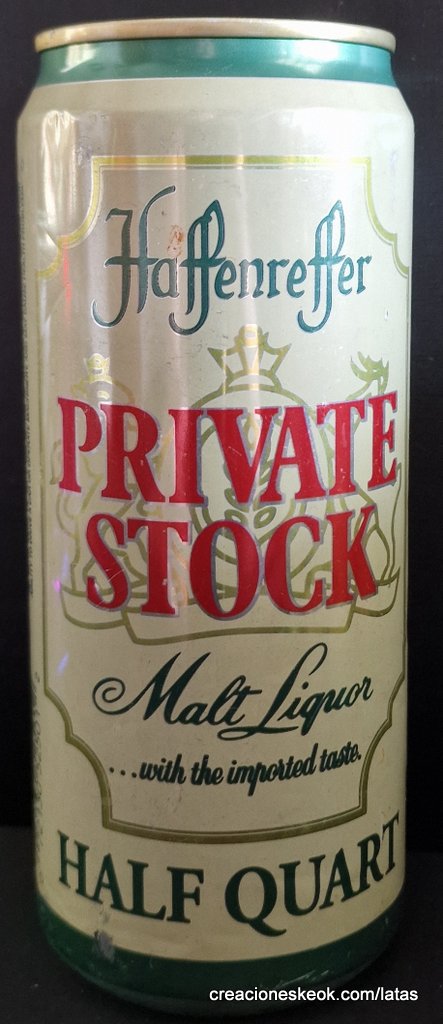 Haffenreffer
PRIVATE
STOCK
Malt Liquor
...with the imported taste.
HALF QUART
creacioneskeok.com/latas